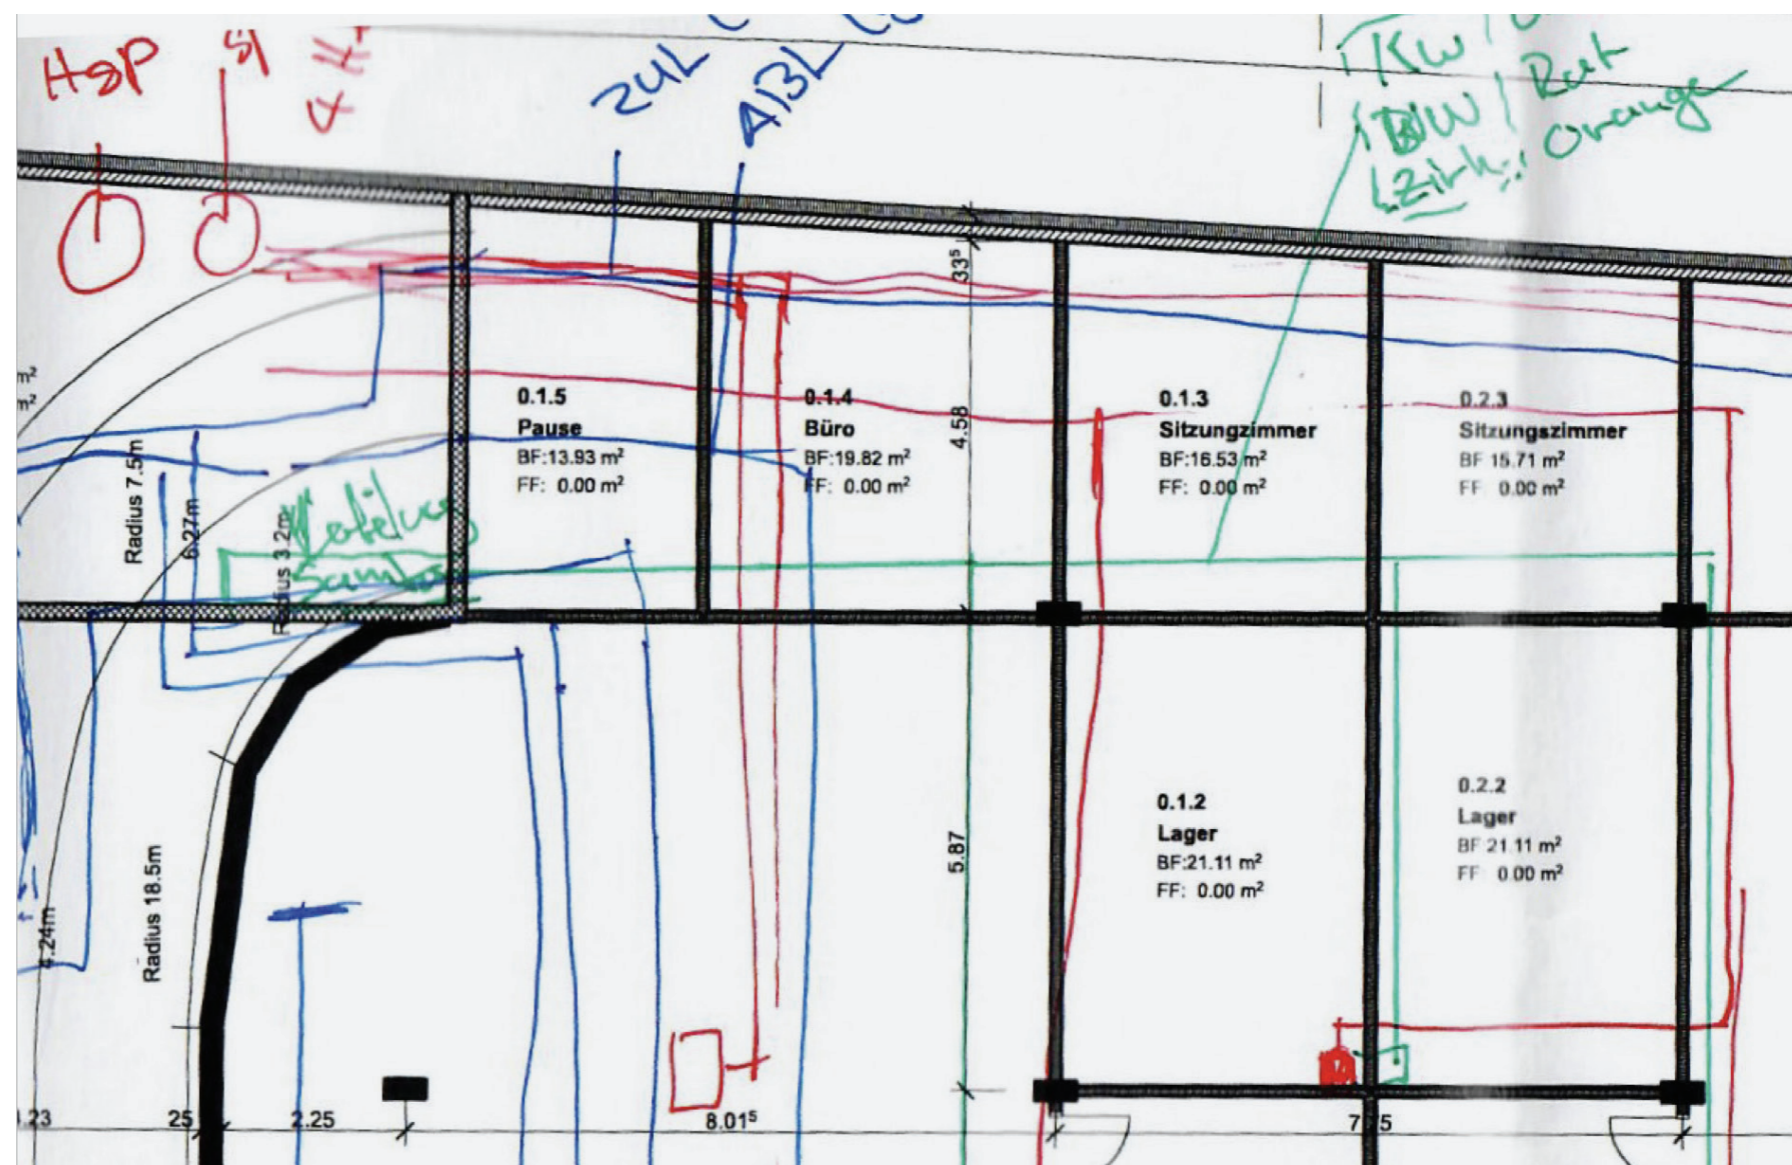 HSP
ZUL
ABL
KW
BW / Rot
Zirk. Orange
33⁵
m²
m²
0.1.5
Pause
BF:13.93 m²
FF: 0.00 m²
0.1.4
Büro
BF:19.82 m²
FF: 0.00 m²
4.58
0.1.3
Sitzungzimmer
BF:16.53 m²
FF: 0.00 m²
0.2.3
Sitzungszimmer
BF 15.71 m²
FF 0.00 m²
Radius 7.5m
6.27m
Radius 3.2m
0.1.2
Lager
BF:21.11 m²
FF: 0.00 m²
0.2.2
Lager
BF 21.11 m²
FF 0.00 m²
5.87
Radius 18.5m
4.24m
.23
25
2.25
8.01⁵